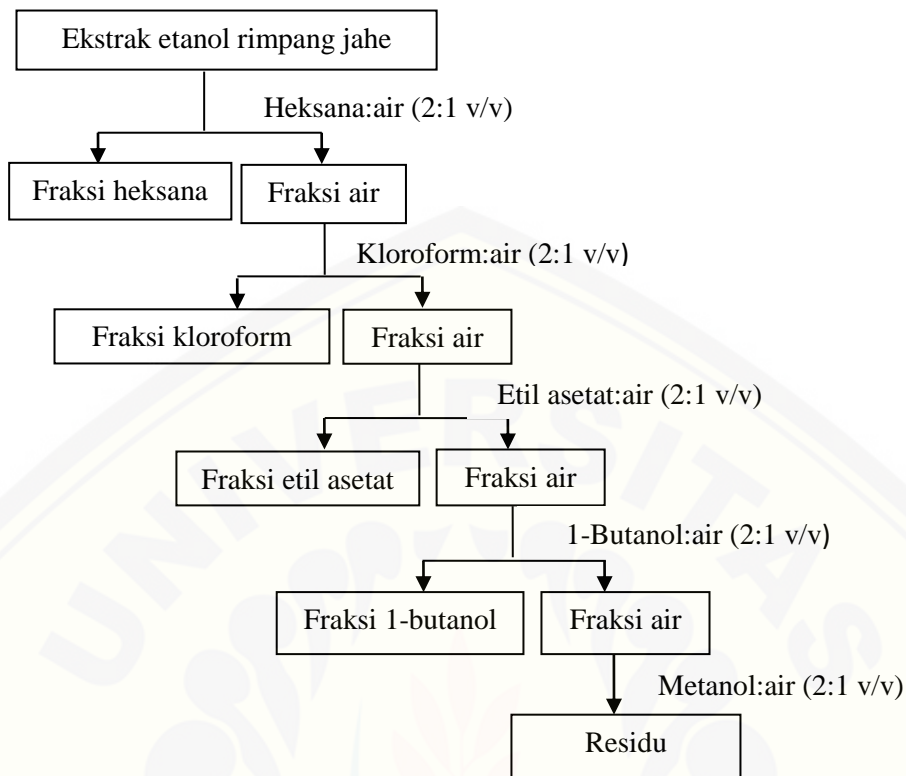 Ekstrak etanol rimpang jahe
Heksana:air (2:1 v/v)
Fraksi heksana
Fraksi air
Kloroform:air (2:1 v/v)
Fraksi kloroform
Fraksi air
Etil asetat:air (2:1 v/v)
Fraksi etil asetat
Fraksi air
1-Butanol:air (2:1 v/v)
Fraksi 1-butanol
Fraksi air
Metanol:air (2:1 v/v)
Residu
UNIVERSITAS